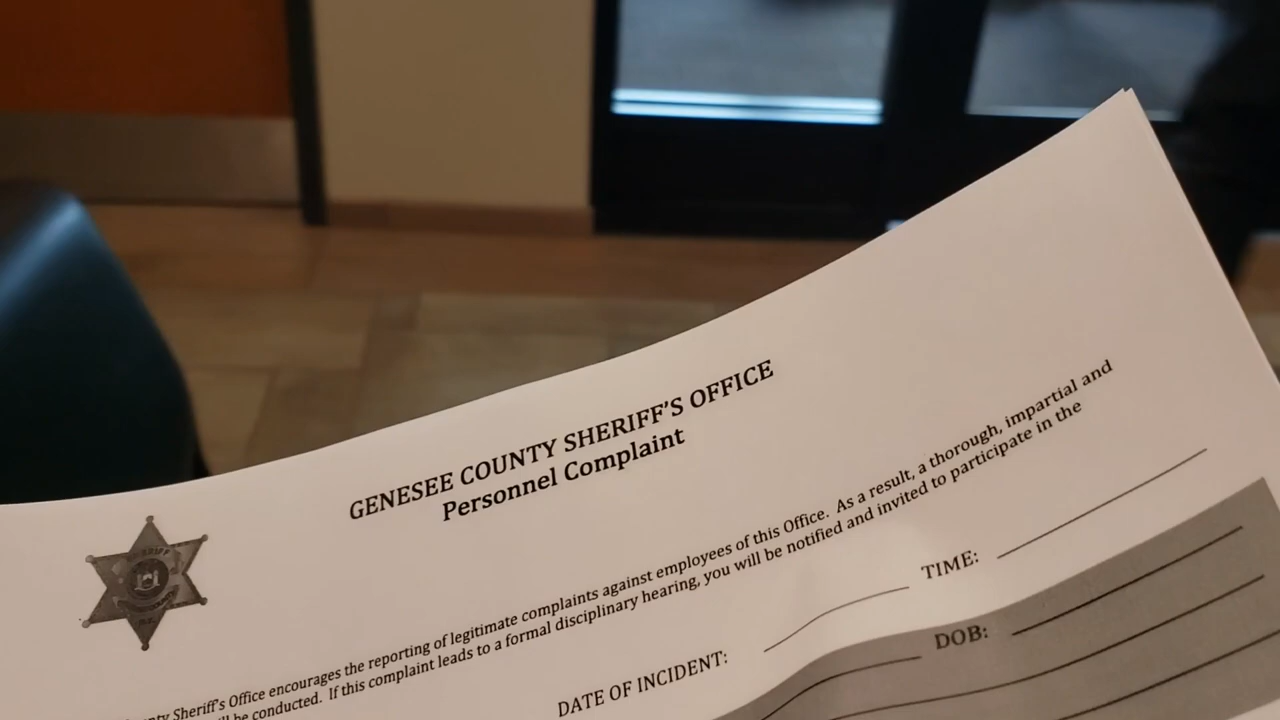 GENESEE COUNTY SHERIFF'S OFFICE
Personnel Complaint
Sheriff's Office encourages the reporting of legitimate complaints against employees of this Office. As a result, a thorough, impartial and
be conducted. If this complaint leads to a formal disciplinary hearing, you will be notified and invited to participate in the
DATE OF INCIDENT: TIME:
DOB:
SHERIFF